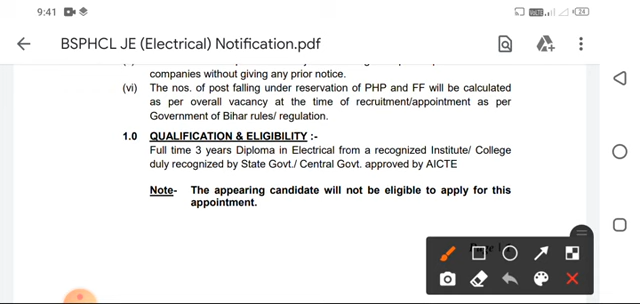 9:41
24
BSPHCL JE (Electrical) Notification.pdf
companies without giving any prior notice.
(vi) The nos. of post falling under reservation of PHP and FF will be calculated
as per overall vacancy at the time of recruitment/appointment as per
Government of Bihar rules/ regulation.
1.0 QUALIFICATION & ELIGIBILITY :-
Full time 3 years Diploma in Electrical from a recognized Institute/ College
duly recognized by State Govt./ Central Govt. approved by AICTE
Note- The appearing candidate will not be eligible to apply for this
appointment.